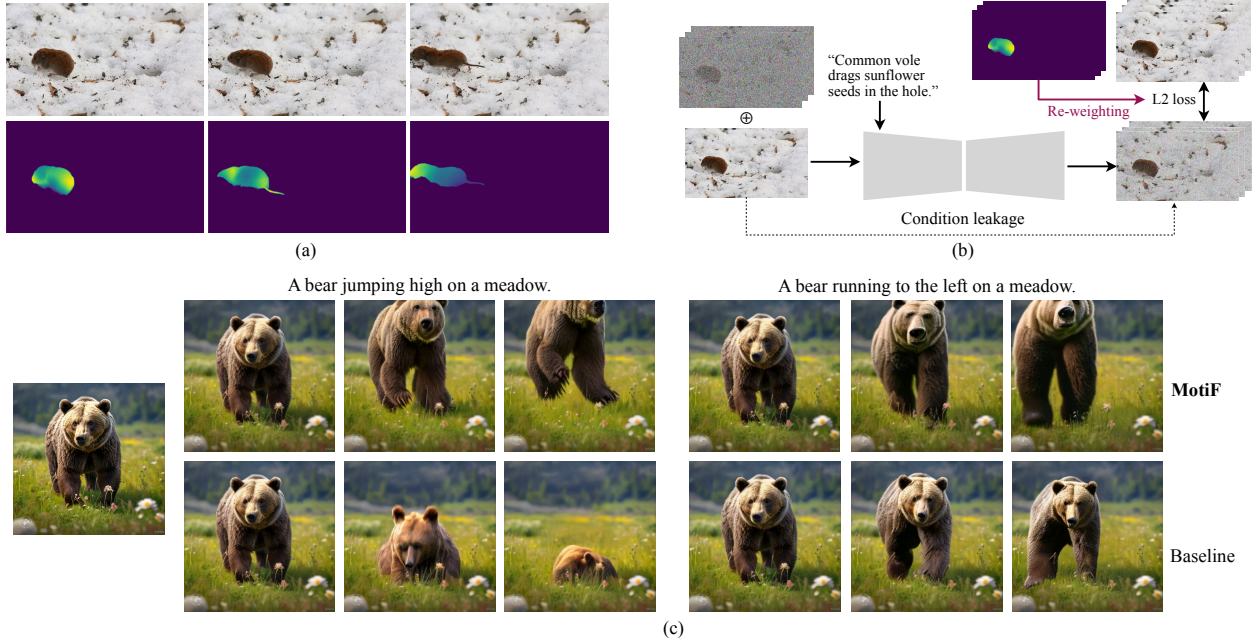 (a)
"Common vole
drags sunflower
seeds in the hole."
⊕
Re-weighting
L2 loss
Condition leakage
(b)
A bear jumping high on a meadow.
A bear running to the left on a meadow.
MotiF
Baseline
(c)